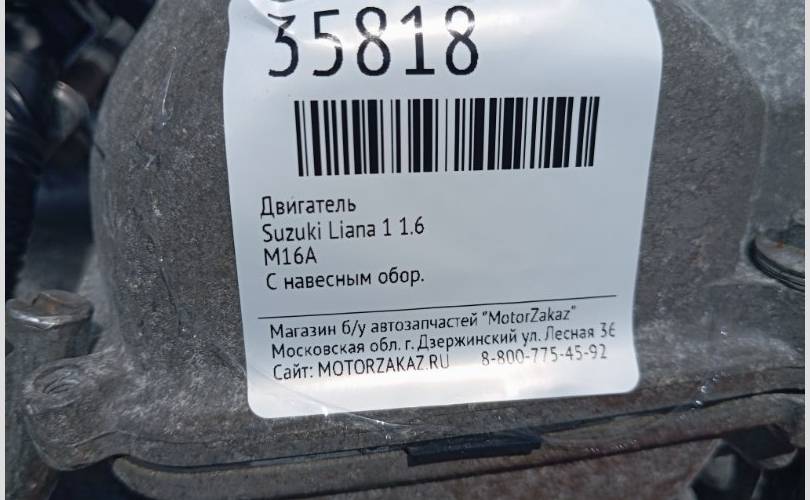 35818
Двигатель
Suzuki Liana 1 1.6
M16A
С навесным обор.
Магазин б/у автозапчастей "MotorZakaz"
Московская обл. г. Дзержинский ул. Лесная 36
Сайт: MOTORZAKAZ.RU 8-800-775-45-92